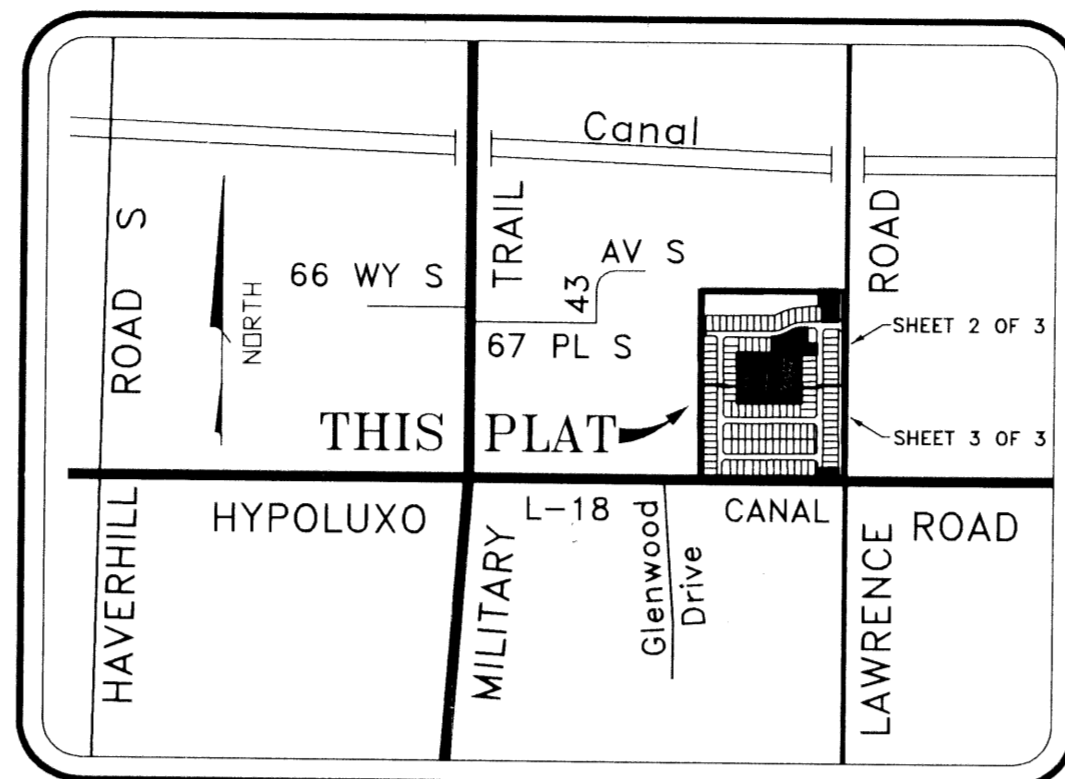 Canal
HAVERHILL ROAD S
NORTH
66 WY S
MILITARY TRAIL
43 AV S
67 PL S
LAWRENCE ROAD
SHEET 2 OF 3
SHEET 3 OF 3
THIS PLAT
HYPOLUXO ROAD
L-18 CANAL
Glenwood
Drive